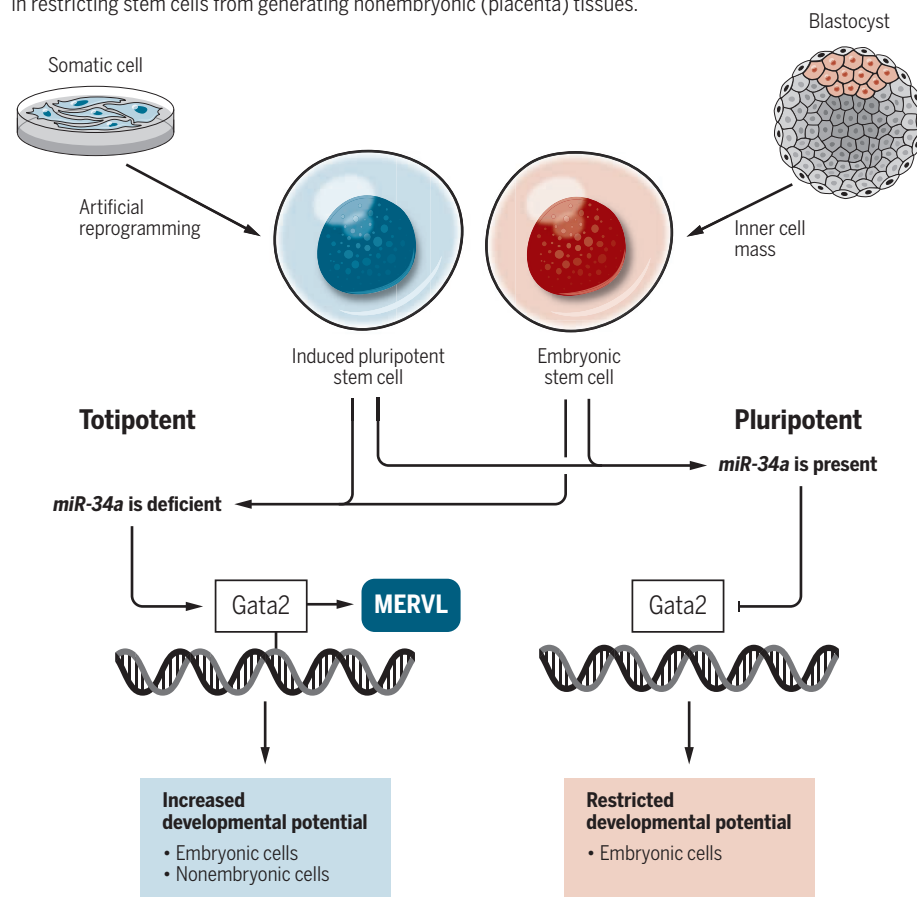 in restricting stem cells from generating nonembryonic (placenta) tissues.
Blastocyst
Somatic cell
Artificial
reprogramming
Inner cell
mass
Induced pluripotent
stem cell
Embryonic
stem cell
Totipotent
Pluripotent
miR-34a is present
miR-34a is deficient
Gata2
MERVL
Gata2
Increased
developmental potential
• Embryonic cells
• Nonembryonic cells
Restricted
developmental potential
• Embryonic cells